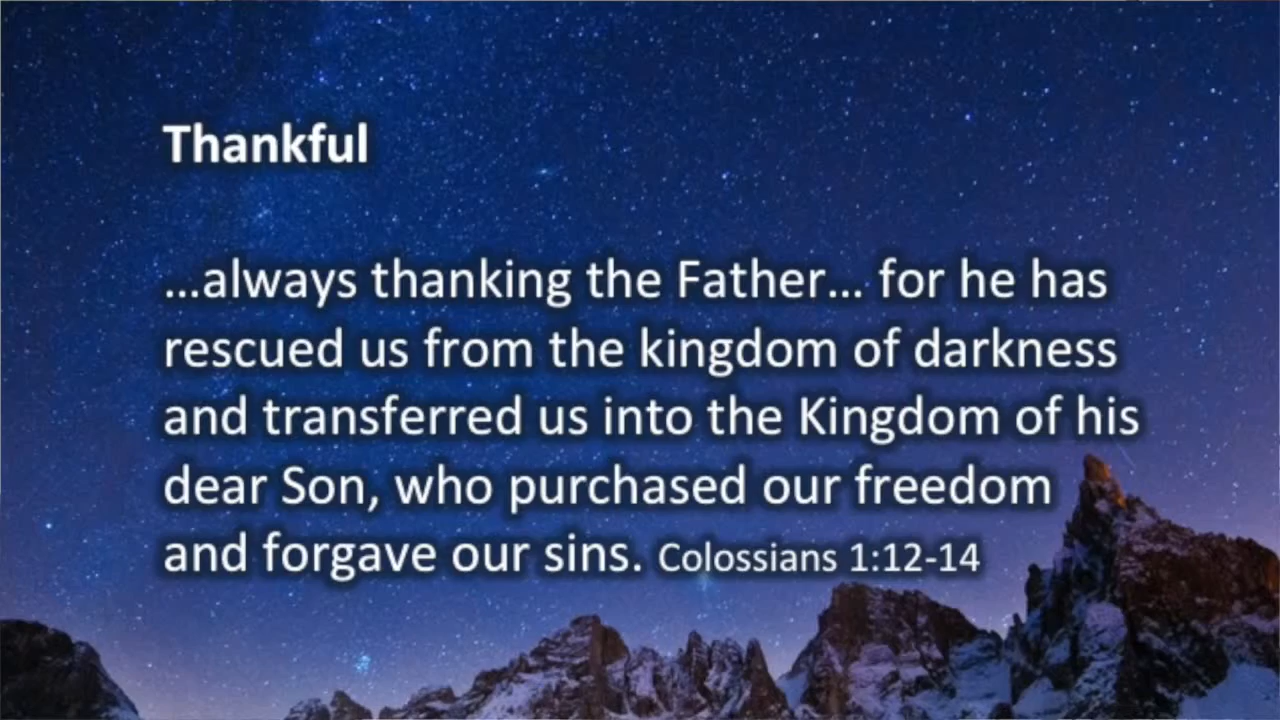 Thankful
...always thanking the Father... for he has
rescued us from the kingdom of darkness
and transferred us into the Kingdom of his
dear Son, who purchased our freedom
and forgave our sins. Colossians 1:12-14